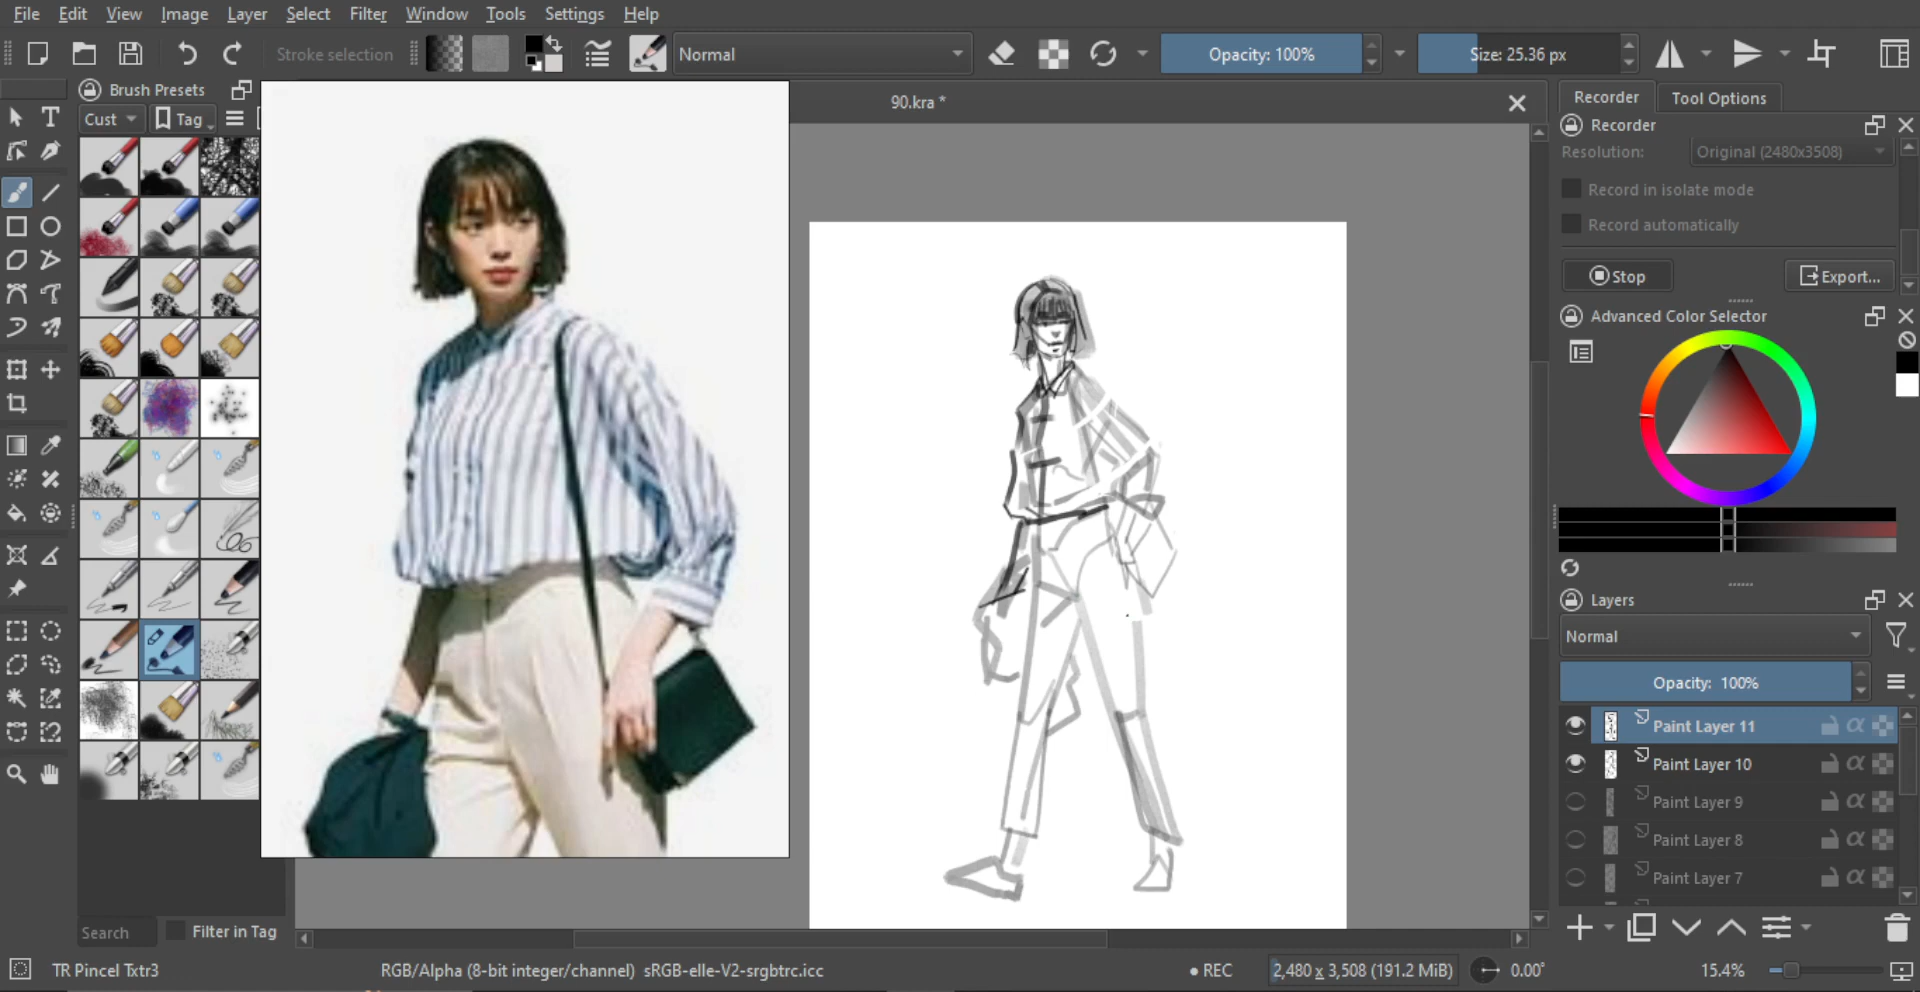 File Edit View Image Layer Select Filter Window Tools Settings Help
Stroke selection
Normal
Opacity: 100%
Size: 25.36 px
Brush Presets
90.kra *
Recorder
Tool Options
Cust
Tag
Recorder
Resolution:
Original (2480x3508)
Record in isolate mode
Record automatically
Stop
Export...
Advanced Color Selector
Layers
Normal
Opacity: 100%
Paint Layer 11
Paint Layer 10
Paint Layer 9
Paint Layer 8
Paint Layer 7
Search
Filter in Tag
TR Pincel Txtr3
RGB/Alpha (8-bit integer/channel) sRGB-elle-V2-srgbtrc.icc
● REC
2,480 x 3,508 (191.2 MiB)
0.00°
15.4%